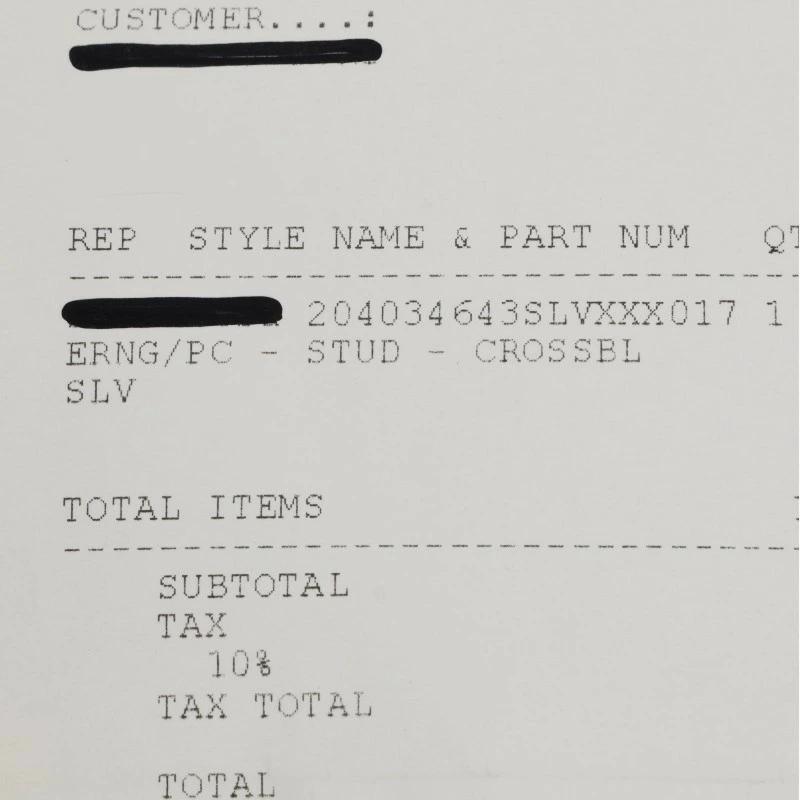 CUSTOMER....:
REP STYLE NAME & PART NUM
204034643SLVXXX017 1
ERNG/PC - STUD - CROSSBL
SLV
TOTAL ITEMS
SUBTOTAL
TAX
10%
TAX TOTAL
TOTAL